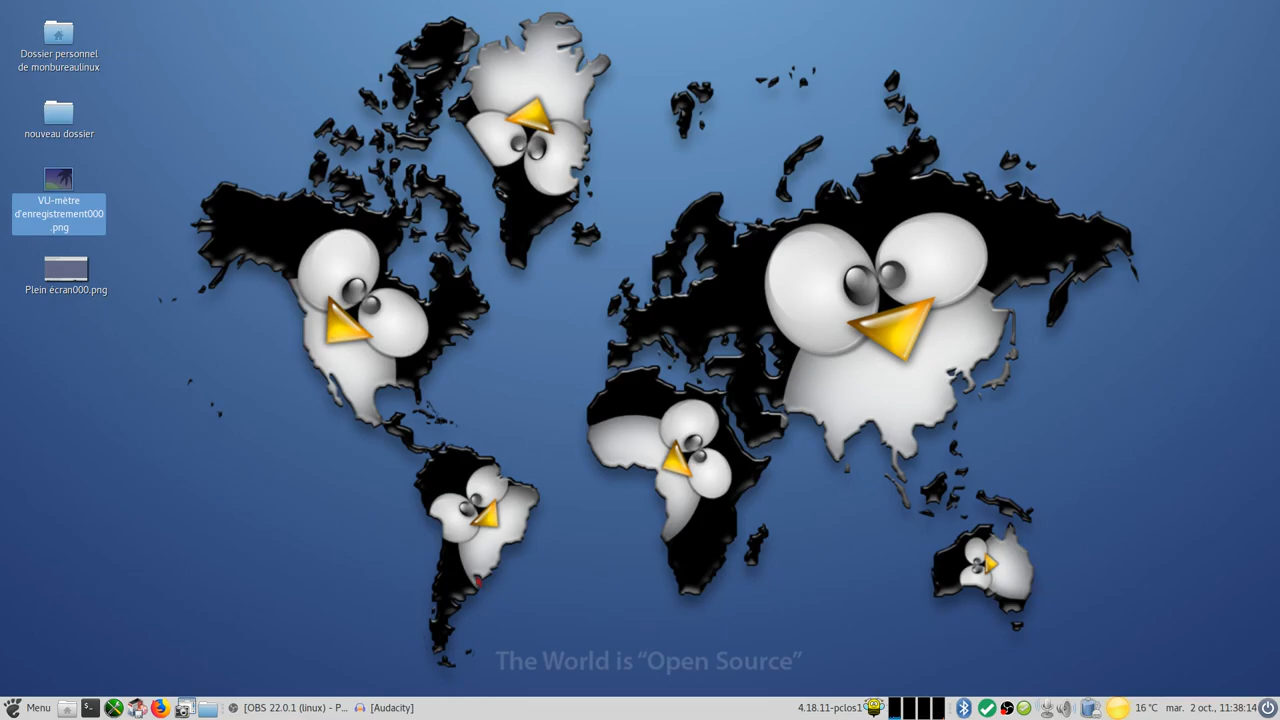 Dossier personnel
de monbureaulinux
nouveau dossier
VU-mètre
d'enregistrement000
.png
Plein écran000.png
The World is “Open Source”
Menu
[OBS 22.0.1 (linux) - P...
[Audacity]
4.18.11-pclos1
16 °C
mar. 2 oct., 11:38:14